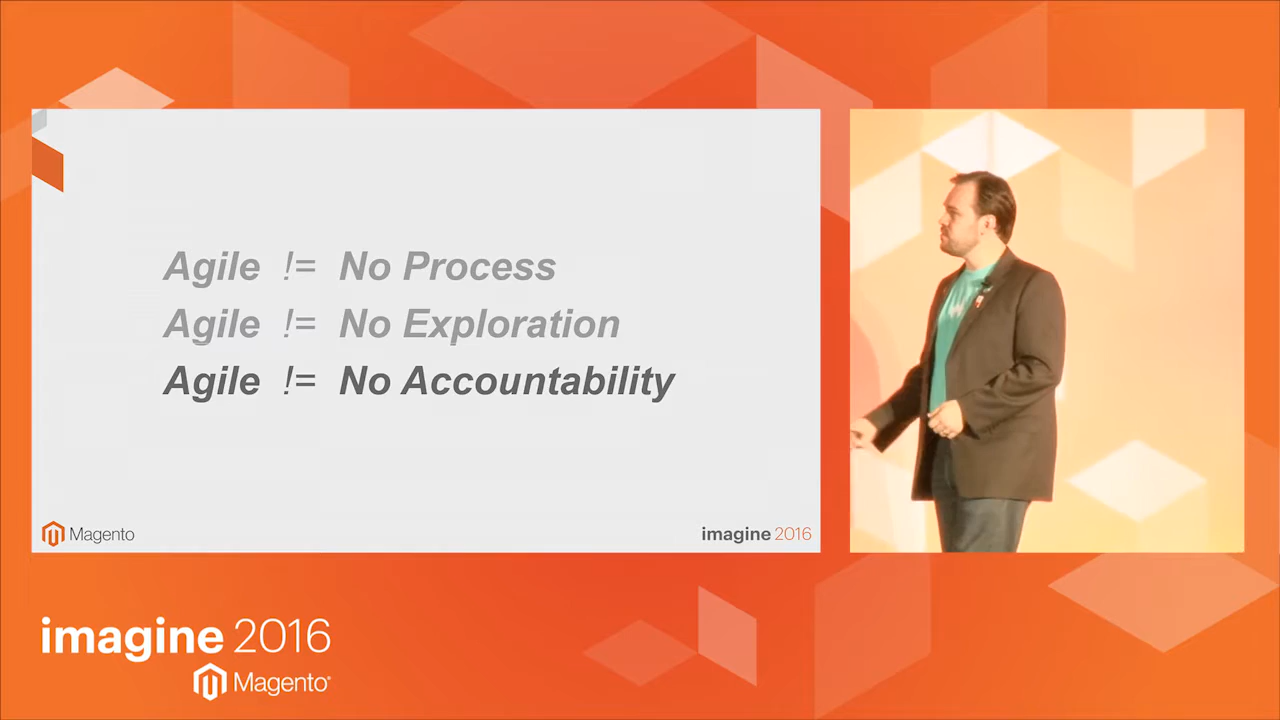 Agile != No Process
Agile != No Exploration
Agile != No Accountability
Magento
imagine 2016
imagine 2016
Magento